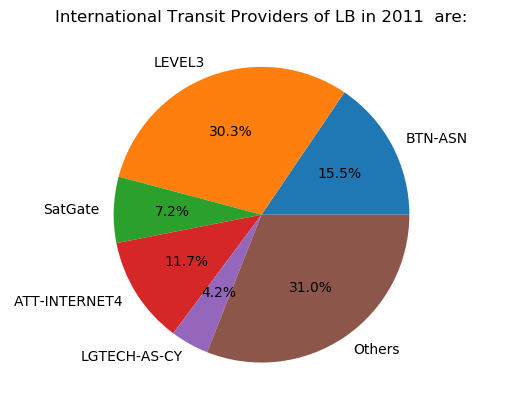 International Transit Providers of LB in 2011  are:
LEVEL3
BTN-ASN
30.3%
15.5%
SatGate
7.2%
11.7%
4.2%
31.0%
ATT-INTERNET4
LGTECH-AS-CY
Others